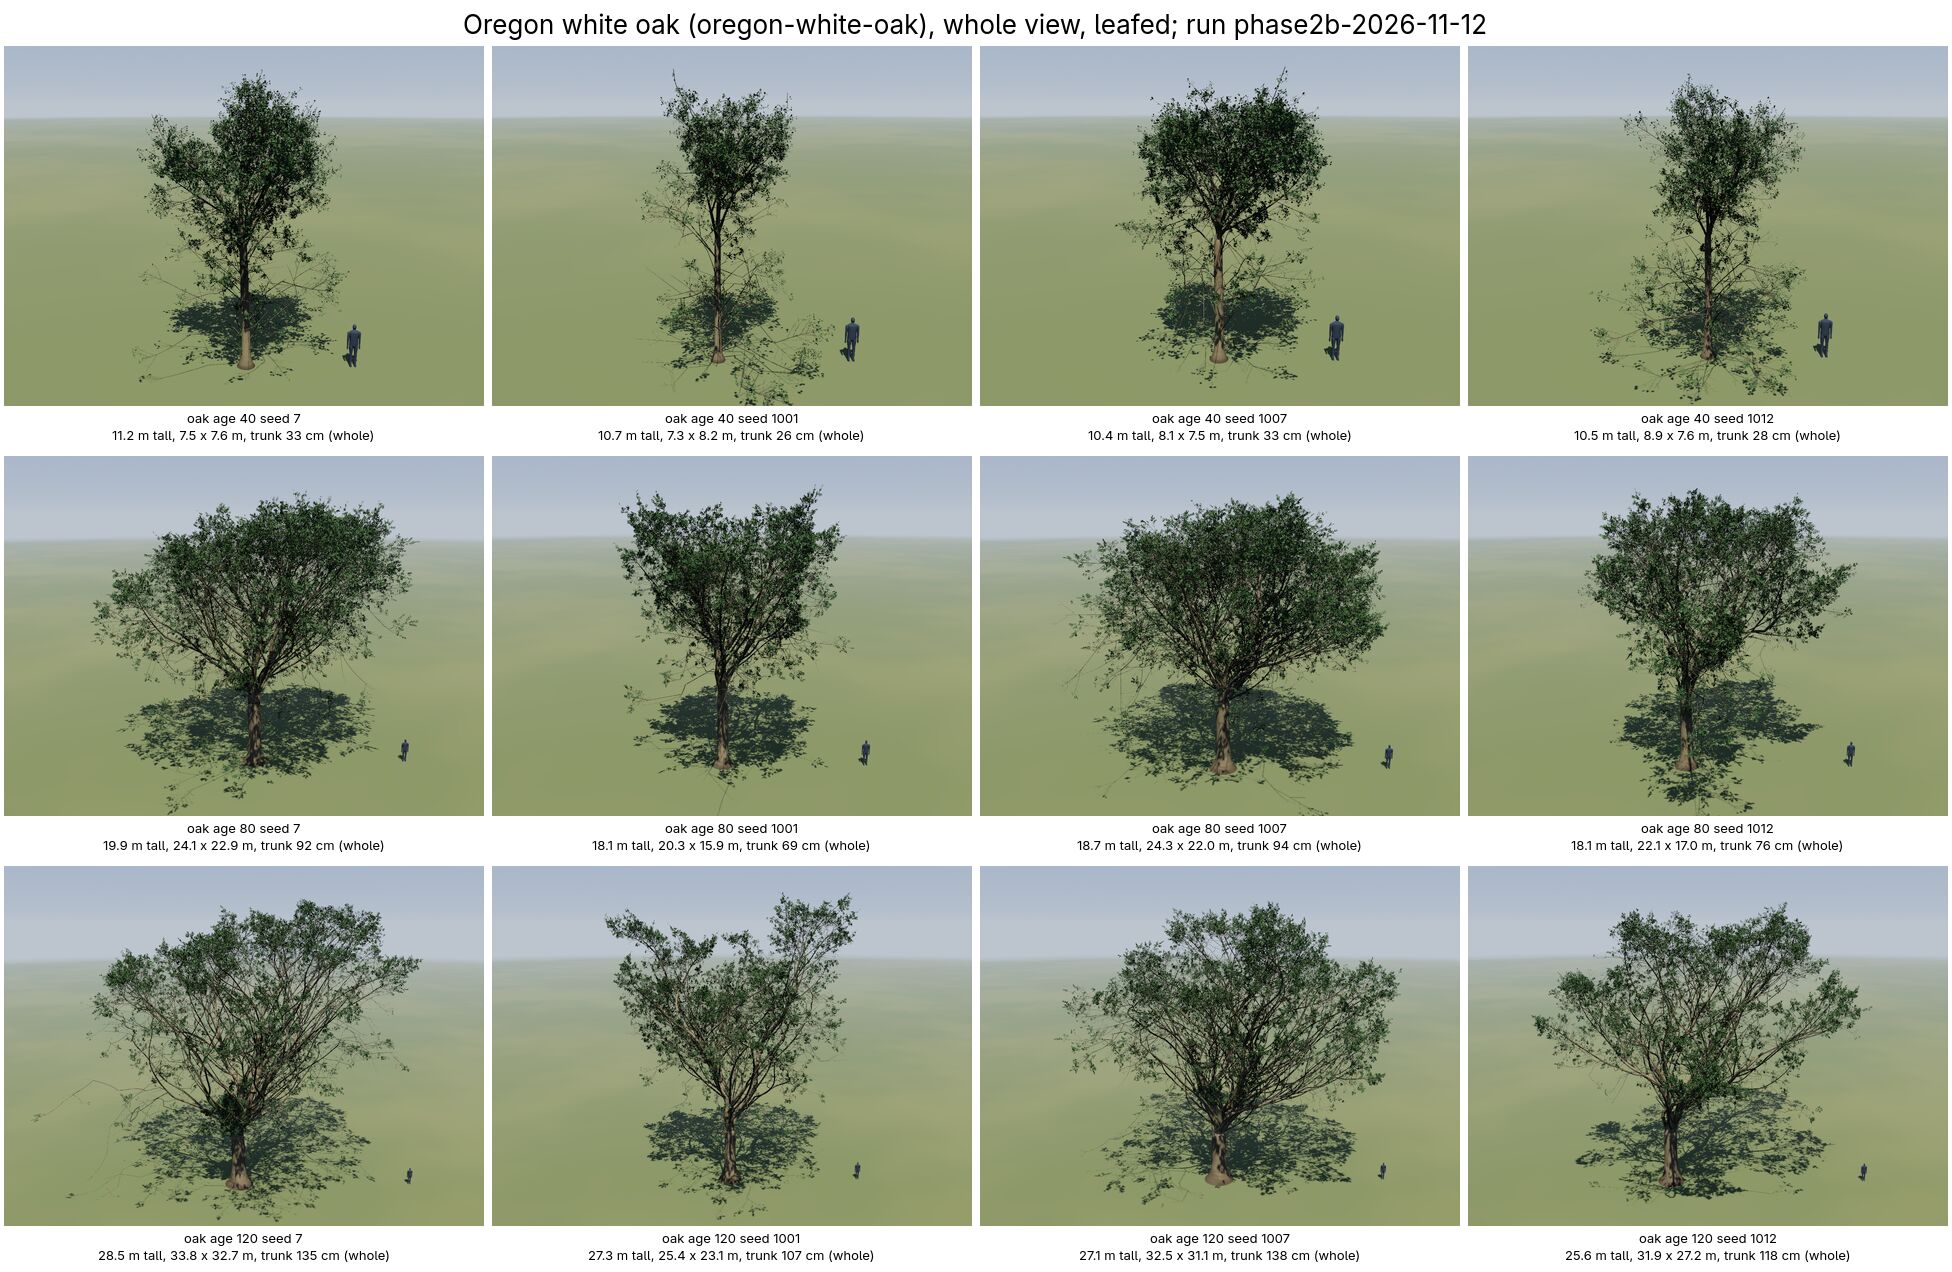 Oregon white oak (oregon-white-oak), whole view, leafed; run phase2b-2026-11-12
oak age 40 seed 7
11.2 m tall, 7.5 x 7.6 m, trunk 33 cm (whole)
oak age 40 seed 1001
10.7 m tall, 7.3 x 8.2 m, trunk 26 cm (whole)
oak age 40 seed 1007
10.4 m tall, 8.1 x 7.5 m, trunk 33 cm (whole)
oak age 40 seed 1012
10.5 m tall, 8.9 x 7.6 m, trunk 28 cm (whole)
oak age 80 seed 7
19.9 m tall, 24.1 x 22.9 m, trunk 92 cm (whole)
oak age 80 seed 1001
18.1 m tall, 20.3 x 15.9 m, trunk 69 cm (whole)
oak age 80 seed 1007
18.7 m tall, 24.3 x 22.0 m, trunk 94 cm (whole)
oak age 80 seed 1012
18.1 m tall, 22.1 x 17.0 m, trunk 76 cm (whole)
oak age 120 seed 7
28.5 m tall, 33.8 x 32.7 m, trunk 135 cm (whole)
oak age 120 seed 1001
27.3 m tall, 25.4 x 23.1 m, trunk 107 cm (whole)
oak age 120 seed 1007
27.1 m tall, 32.5 x 31.1 m, trunk 138 cm (whole)
oak age 120 seed 1012
25.6 m tall, 31.9 x 27.2 m, trunk 118 cm (whole)